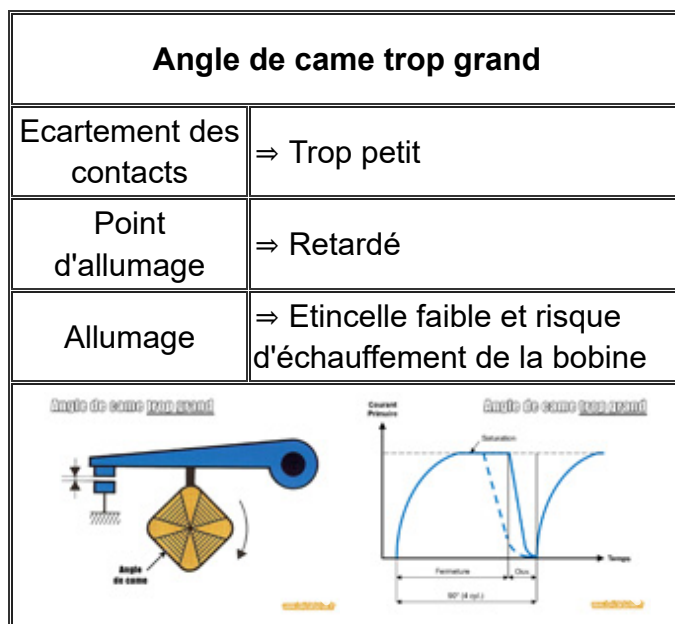 Angle de came trop grand
Ecartement des
contacts
⇒ Trop petit
Point
d'allumage
⇒ Retardé
Allumage
⇒ Etincelle faible et risque
d'échauffement de la bobine
Angle de came trop grand
Angle
de came
Courant
Primaire
Angle de came trop grand
Saturation
Temps
Fermeture
Ouv.
90° (4 cyl.)